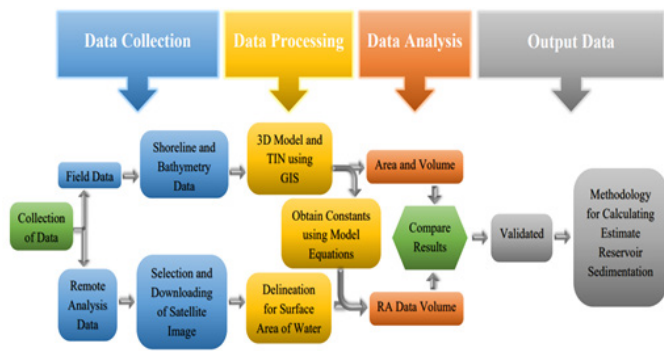 Data Collection
Data Processing
Data Analysis
Output Data
Collection
of Data
Field Data
Shoreline and
Bathymetry
Data
3D Model and
TIN using
GIS
Area and Volume
Obtain Constants
using Model
Equations
Compare
Results
Validated
Methodology
for Calculating
Estimate
Reservoir
Sedimentation
Remote
Analysis
Data
Selection and
Downloading
of Satellite
Image
Delineation
for Surface
Area of Water
RA Data Volume